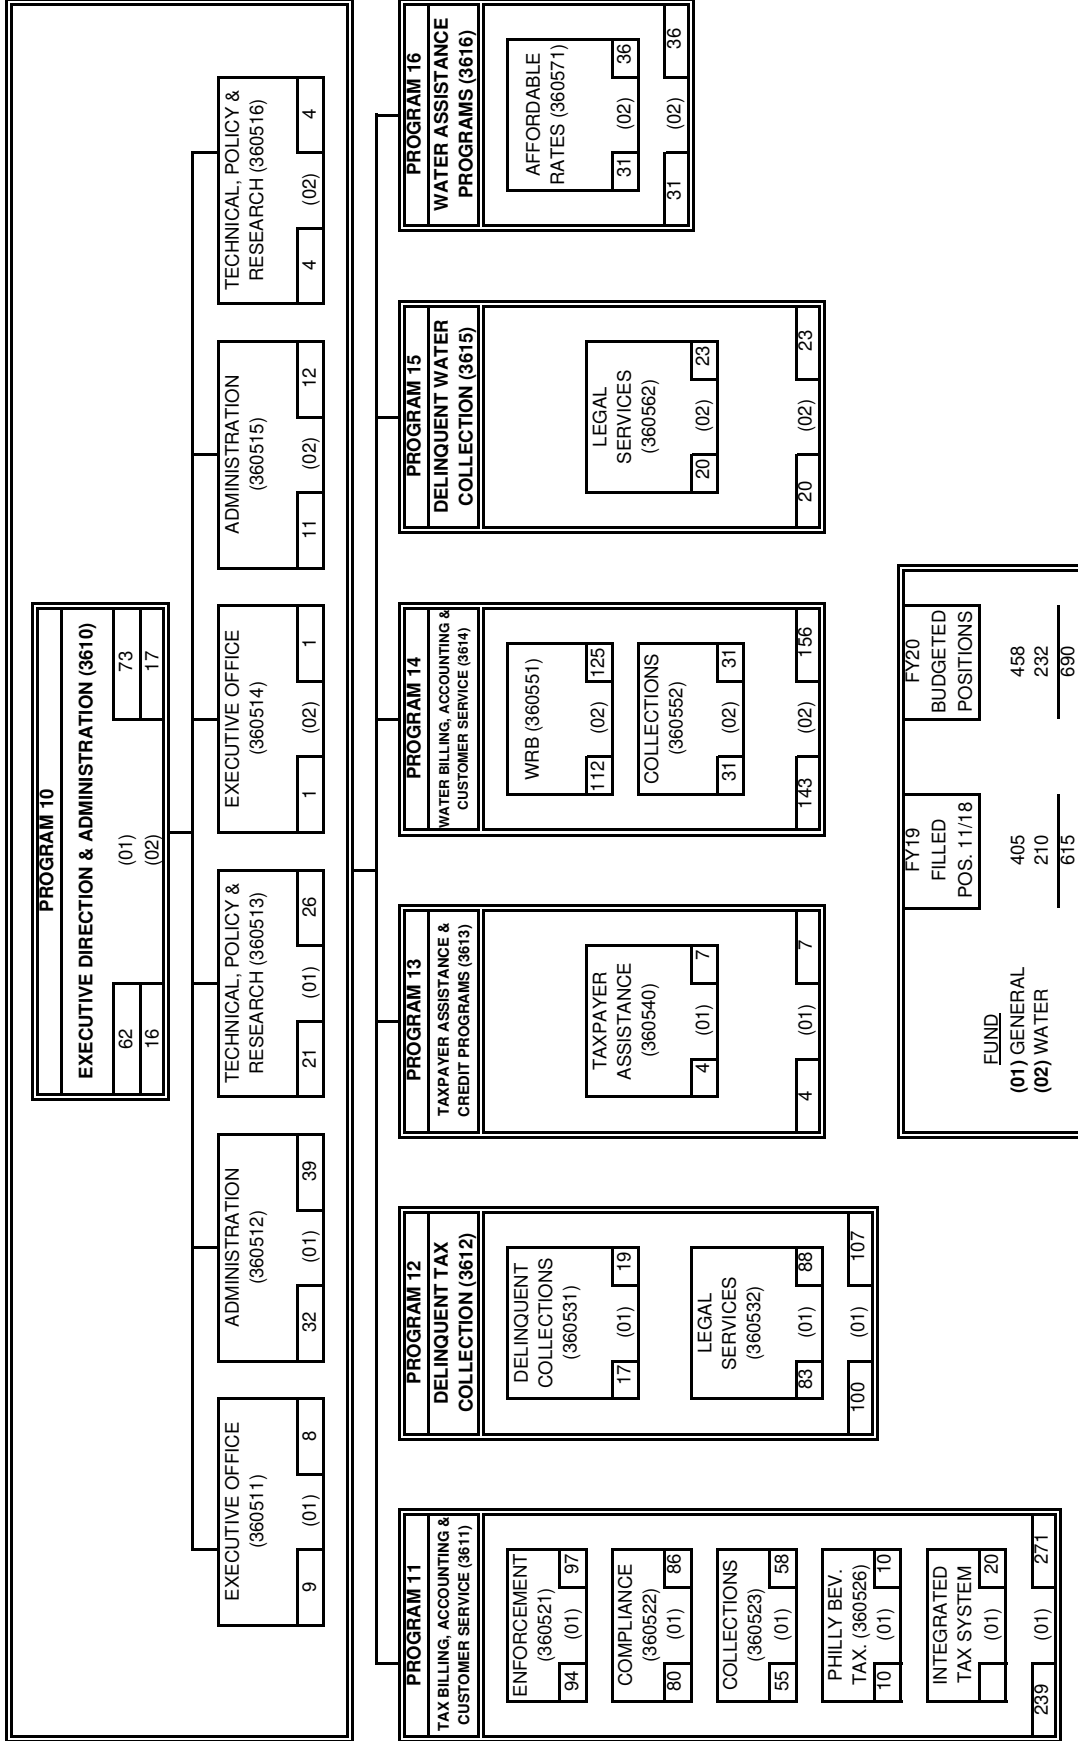 PROGRAM 10
EXECUTIVE DIRECTION & ADMINISTRATION (3610)
62 (01) 73
16 (02) 17
EXECUTIVE OFFICE
(360511)
9 (01) 8
ADMINISTRATION
(360512)
32 (01) 39
TECHNICAL, POLICY &
RESEARCH (360513)
21 (01) 26
EXECUTIVE OFFICE
(360514)
1 (02) 1
ADMINISTRATION
(360515)
11 (02) 12
TECHNICAL, POLICY &
RESEARCH (360516)
4 (02) 4
PROGRAM 11
TAX BILLING, ACCOUNTING &
CUSTOMER SERVICE (3611)
ENFORCEMENT
(360521)
94 (01) 97
COMPLIANCE
(360522)
80 (01) 86
COLLECTIONS
(360523)
55 (01) 58
PHILLY BEV.
TAX. (360526)
10 (01) 10
INTEGRATED
TAX SYSTEM
(01) 20
239 (01) 271
PROGRAM 12
DELINQUENT TAX
COLLECTION (3612)
DELINQUENT
COLLECTIONS
(360531)
17 (01) 19
LEGAL
SERVICES
(360532)
83 (01) 88
100 (01) 107
PROGRAM 13
TAXPAYER ASSISTANCE &
CREDIT PROGRAMS (3613)
TAXPAYER
ASSISTANCE
(360540)
4 (01) 7
4 (01) 7
PROGRAM 14
WATER BILLING, ACCOUNTING &
CUSTOMER SERVICE (3614)
WRB (360551)
112 (02) 125
COLLECTIONS
(360552)
31 (02) 31
143 (02) 156
PROGRAM 15
DELINQUENT WATER
COLLECTION (3615)
LEGAL
SERVICES
(360562)
20 (02) 23
20 (02) 23
PROGRAM 16
WATER ASSISTANCE
PROGRAMS (3616)
AFFORDABLE
RATES (360571)
31 (02) 36
31 (02) 36
FY19
FILLED
POS. 11/18
FY20
BUDGETED
POSITIONS
FUND
(01) GENERAL 405 458
(02) WATER 210 232
615 690